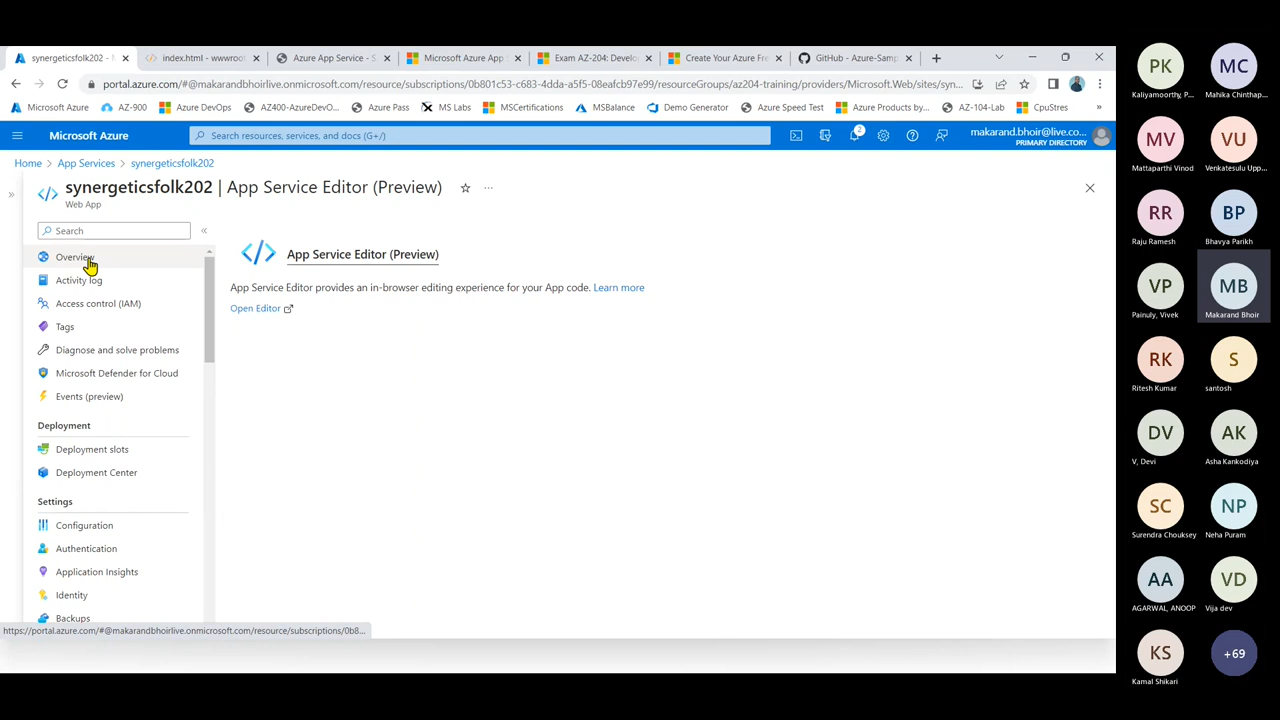 synergeticsfolk202 - M
index.html - wwwroot
Azure App Service - S
Microsoft Azure App
Exam AZ-204: Develo
Create Your Azure Fre
GitHub - Azure-Samp
portal.azure.com/#@makarandbhoirlive.onmicrosoft.com/resource/subscriptions/0b801c53-c683-4dda-a5f5-08eafcb97e99/resourceGroups/az204-training/providers/Microsoft.Web/sites/syn...
Microsoft Azure
AZ-900
Azure DevOps
AZ400-AzureDevO...
Azure Pass
MS Labs
MSCertifications
MSBalance
Demo Generator
Azure Speed Test
Azure Products by...
AZ-104-Lab
CpuStres
»
Microsoft Azure
Search resources, services, and docs (G+/)
2
makarand.bhoir@live.co...
PRIMARY DIRECTORY
Home > App Services > synergeticsfolk202
synergeticsfolk202 | App Service Editor (Preview)
Web App
Search
Overview
Activity log
Access control (IAM)
Tags
Diagnose and solve problems
Microsoft Defender for Cloud
Events (preview)
Deployment
Deployment slots
Deployment Center
Settings
Configuration
Authentication
Application Insights
Identity
Backups
App Service Editor (Preview)
App Service Editor provides an in-browser editing experience for your App code. Learn more
Open Editor
https://portal.azure.com/#@makarandbhoirlive.onmicrosoft.com/resource/subscriptions/0b8...
PK
Kaliyamoorthy, P...
MC
Mahika Chinthap...
MV
Mattaparthi Vinod
VU
Venkatesulu Upp...
RR
Raju Ramesh
BP
Bhavya Parikh
VP
Painuly, Vivek
MB
Makarand Bhoir
RK
Ritesh Kumar
S
santosh
DV
V, Devi
AK
Asha Kankodiya
SC
Surendra Chouksey
NP
Neha Puram
AA
AGARWAL, ANOOP
VD
Vija dev
KS
Kamal Shikari
+69